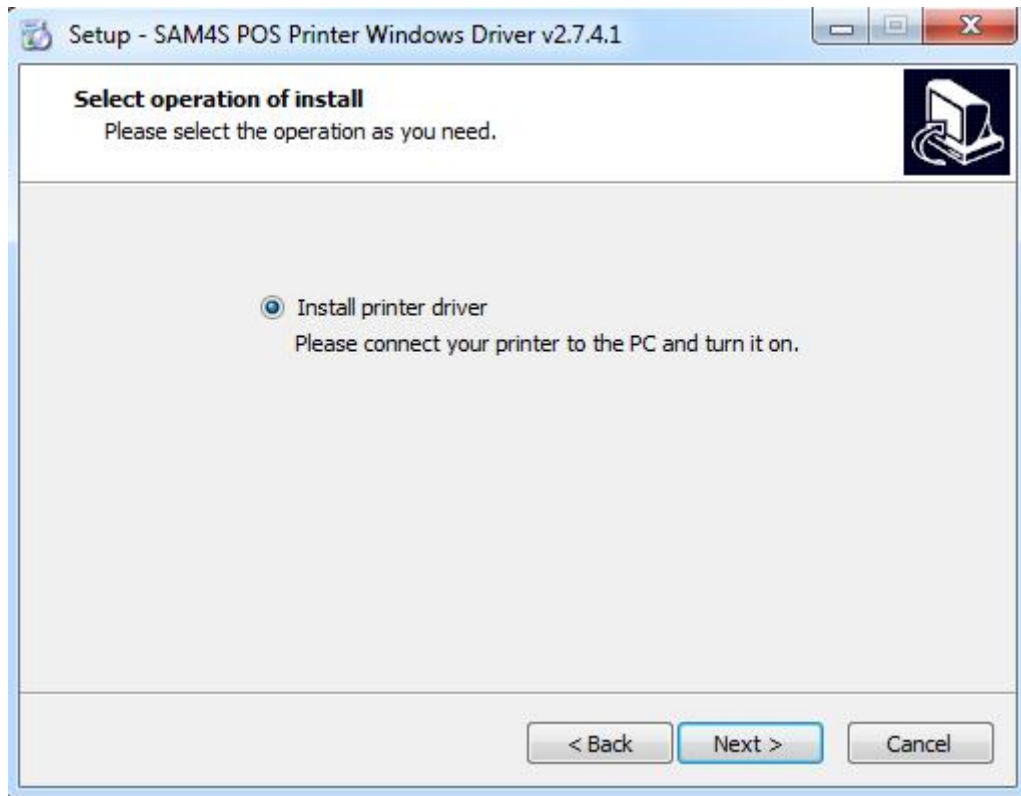 Setup - SAM4S POS Printer Windows Driver v2.7.4.1
Select operation of install
Please select the operation as you need.
Install printer driver
Please connect your printer to the PC and turn it on.
< Back Next > Cancel